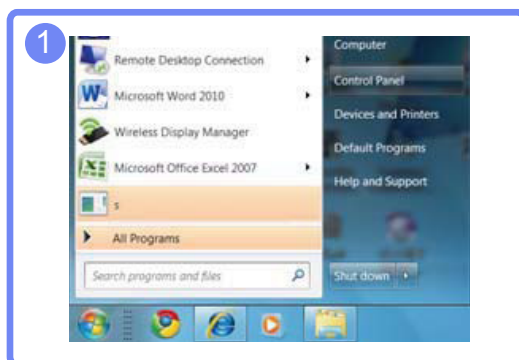 1
Remote Desktop Connection
Microsoft Word 2010
Wireless Display Manager
Microsoft Office Excel 2007
s
All Programs
Search programs and files
Computer
Control Panel
Devices and Printers
Default Programs
Help and Support
Shut down